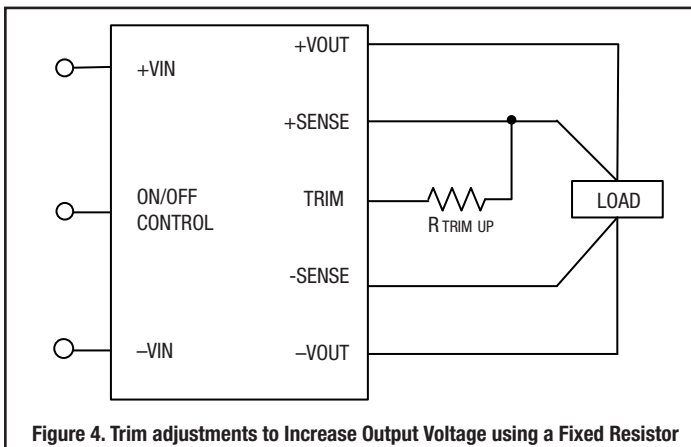 +VOUT
+VIN
+SENSE
ON/OFF
CONTROL
TRIM
R TRIM UP
LOAD
-SENSE
–VIN
–VOUT
Figure 4. Trim adjustments to Increase Output Voltage using a Fixed Resistor